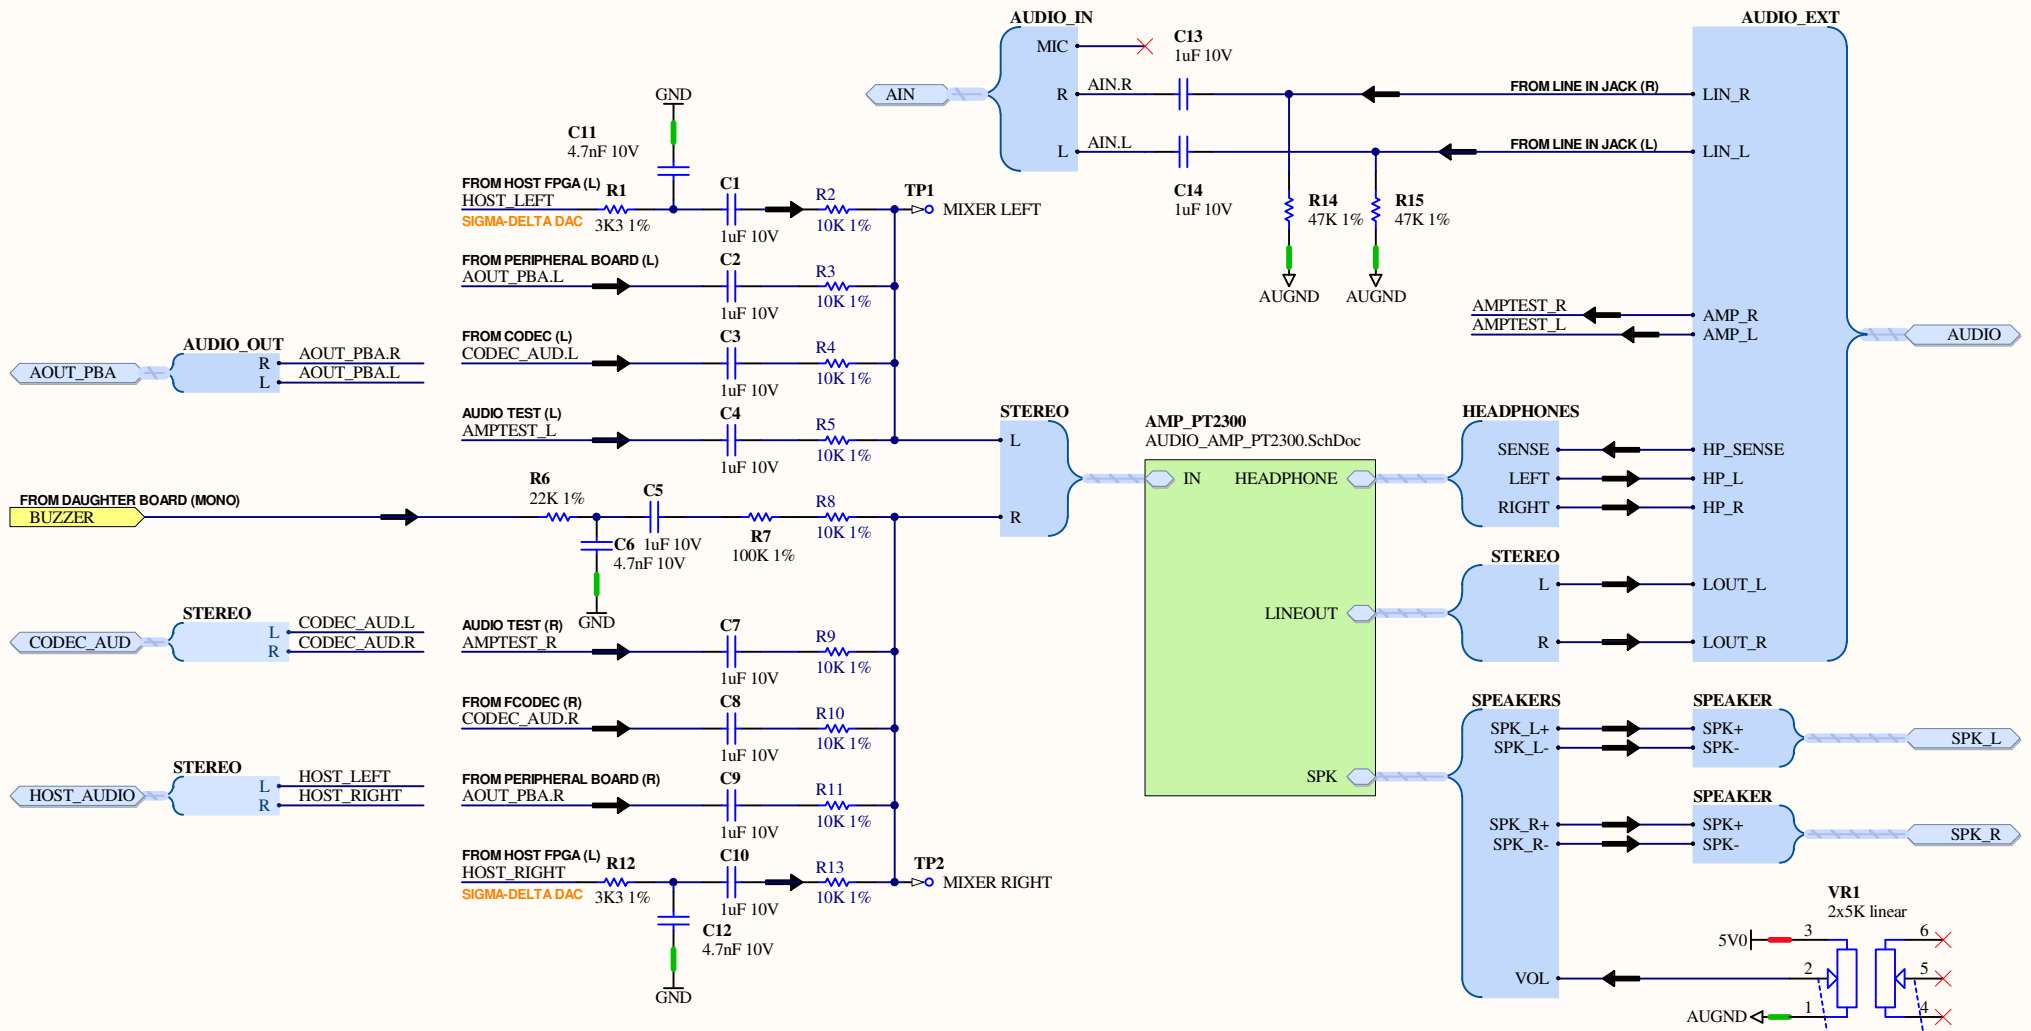 AUDIO_IN
MIC
R
L
AIN
AIN.R
AIN.L
C13
1uF 10V
C14
1uF 10V
FROM LINE IN JACK (R)
FROM LINE IN JACK (L)
R14
47K 1%
R15
47K 1%
AUGND
AUGND
AUDIO_EXT
LIN_R
LIN_L
AMPTEST_R
AMPTEST_L
AMP_R
AMP_L
HP_SENSE
HP_L
HP_R
LOUT_L
LOUT_R
AUDIO
GND
C11
4.7nF 10V
FROM HOST FPGA (L)
HOST_LEFT
SIGMA-DELTA DAC
R1
3K3 1%
C1
1uF 10V
R2
10K 1%
TP1
MIXER LEFT
FROM PERIPHERAL BOARD (L)
AOUT_PBA.L
C2
1uF 10V
R3
10K 1%
FROM CODEC (L)
CODEC_AUD.L
C3
1uF 10V
R4
10K 1%
AUDIO TEST (L)
AMPTEST_L
C4
1uF 10V
R5
10K 1%
AUDIO_OUT
AOUT_PBA
R
L
AOUT_PBA.R
AOUT_PBA.L
FROM DAUGHTER BOARD (MONO)
BUZZER
R6
22K 1%
C5
1uF 10V
C6
4.7nF 10V
GND
R7
100K 1%
R8
10K 1%
STEREO
CODEC_AUD
L
R
CODEC_AUD.L
CODEC_AUD.R
AUDIO TEST (R)
AMPTEST_R
C7
1uF 10V
R9
10K 1%
FROM FCODEC (R)
CODEC_AUD.R
C8
1uF 10V
R10
10K 1%
STEREO
HOST_AUDIO
L
R
HOST_LEFT
HOST_RIGHT
FROM PERIPHERAL BOARD (R)
AOUT_PBA.R
C9
1uF 10V
R11
10K 1%
FROM HOST FPGA (L)
HOST_RIGHT
SIGMA-DELTA DAC
R12
3K3 1%
C10
1uF 10V
R13
10K 1%
TP2
MIXER RIGHT
C12
4.7nF 10V
GND
STEREO
L
R
AMP_PT2300
AUDIO_AMP_PT2300.SchDoc
IN
HEADPHONE
LINEOUT
SPK
HEADPHONES
SENSE
LEFT
RIGHT
STEREO
L
R
SPEAKERS
SPK_L+
SPK_L-
SPK_R+
SPK_R-
VOL
SPEAKER
SPK+
SPK-
SPK_L
SPEAKER
SPK+
SPK-
SPK_R
VR1
2x5K linear
5V0
3
2
1
AUGND
6
5
4